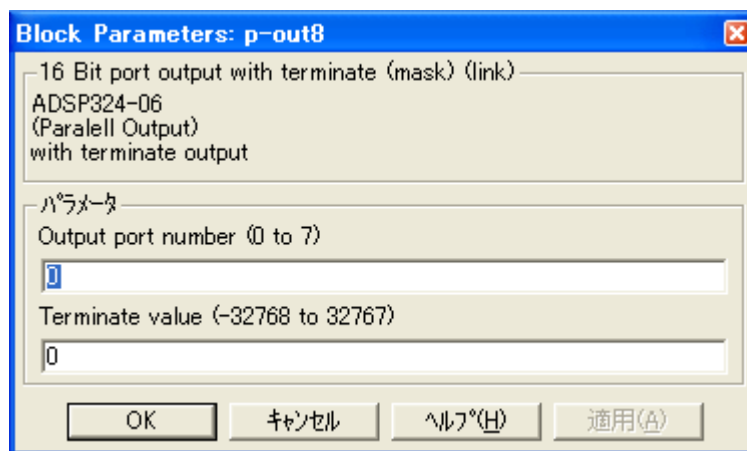 Block Parameters: p-out8
16 Bit port output with terminate (mask) (link)
ADSP324-06
(Paralell Output)
with terminate output
パラメータ
Output port number (0 to 7)
0
Terminate value (-32768 to 32767)
0
OK
キャンセル
ヘルプ(H)
適用(A)